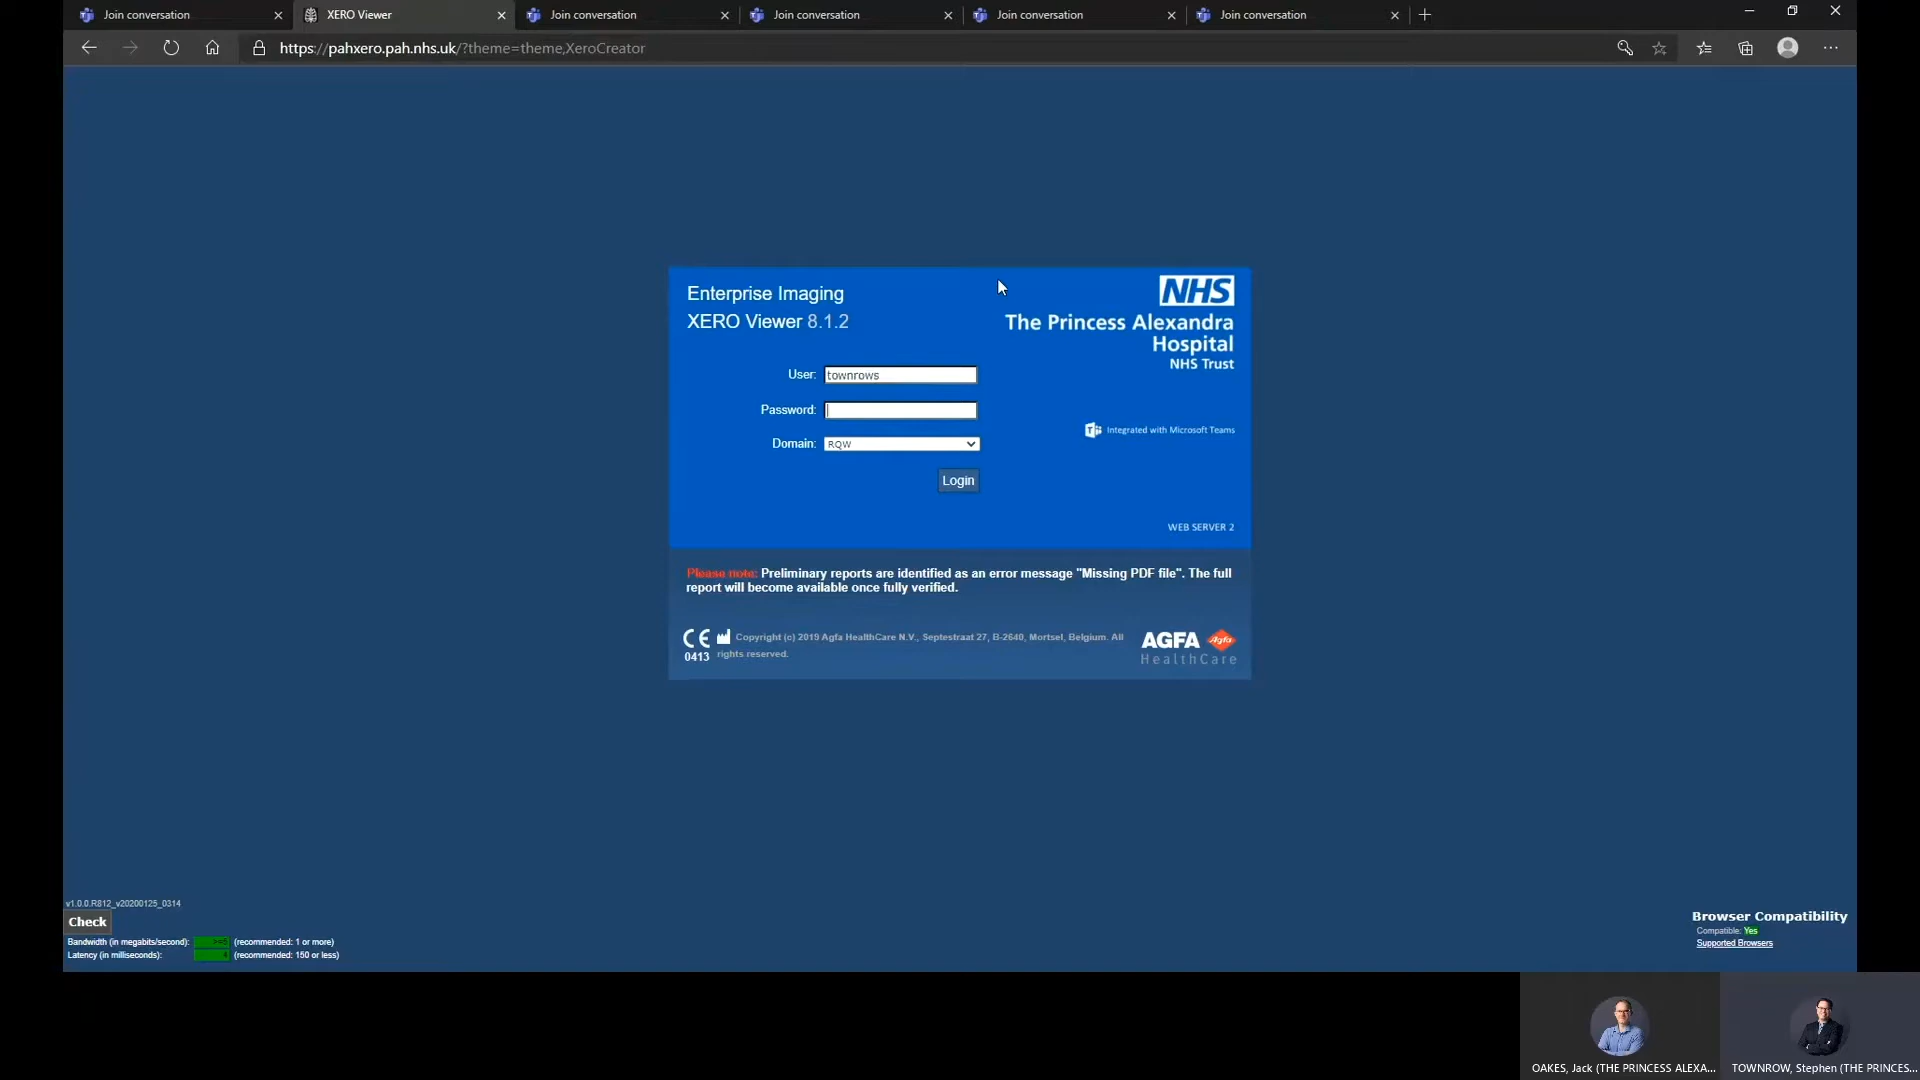 Join conversation
XERO Viewer
Join conversation
Join conversation
Join conversation
Join conversation
https://pahxero.pah.nhs.uk/?theme=theme,XeroCreator
Enterprise Imaging
XERO Viewer 8.1.2
NHS
The Princess Alexandra
Hospital
NHS Trust
User: townrows
Password:
Integrated with Microsoft Teams
Domain: RQW
Login
WEB SERVER 2
Please note: Preliminary reports are identified as an error message "Missing PDF file". The full
report will become available once fully verified.
CE
0413
Copyright (c) 2019 Agfa HealthCare N.V., Septestraat 27, B-2640, Mortsel, Belgium. All
rights reserved.
AGFA
Agfa
HealthCare
v1.0.0.R812_v20200125_0314
Check
Bandwidth (in megabits/second): (recommended: 1 or more)
Latency (in milliseconds): (recommended: 150 or less)
Browser Compatibility
Compatible: Yes
Supported Browsers
OAKES, Jack (THE PRINCESS ALEXA...
TOWNROW, Stephen (THE PRINCES...